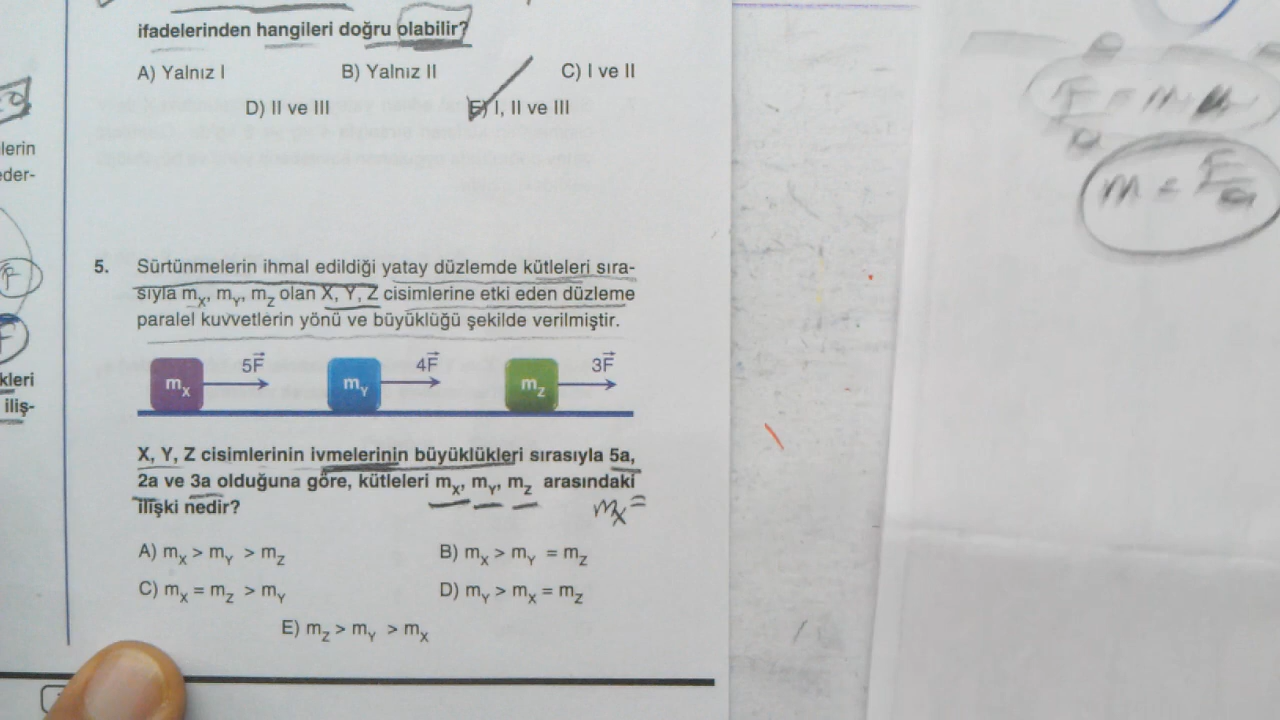 ifadelerinden hangileri doğru olabilir?
A) Yalnız I B) Yalnız II C) I ve II
D) II ve III E) I, II ve III
lerin
eder-
F
F
kleri
iliş-
5. Sürtünmelerin ihmal edildiği yatay düzlemde kütleleri sıra-
sıyla mX, mY, mZ olan X, Y, Z cisimlerine etki eden düzleme
paralel kuvvetlerin yönü ve büyüklüğü şekilde verilmiştir.
5F⃗ 4F⃗ 3F⃗
mX mY mZ
X, Y, Z cisimlerinin ivmelerinin büyüklükleri sırasıyla 5a,
2a ve 3a olduğuna göre, kütleleri mX, mY, mZ arasındaki
ilişki nedir?
mX =
A) mX > mY > mZ B) mX > mY = mZ
C) mX = mZ > mY D) mY > mX = mZ
E) mZ > mY > mX
m = F/a